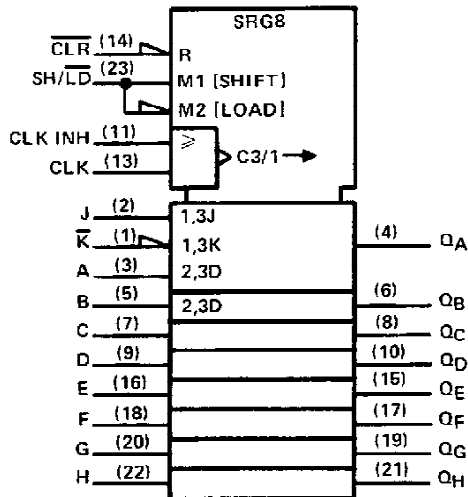 SRG8
C̅L̅R̅ (14) R
SH/L̅D̅ (23) M1 [SHIFT]
M2 [LOAD]
CLK INH (11) ≥
CLK (13) C3/1
J (2) 1,3J
K̅ (1) 1,3K (4) QA
A (3) 2,3D
B (5) 2,3D (6) QB
C (7) (8) QC
D (9) (10) QD
E (16) (15) QE
F (18) (17) QF
G (20) (19) QG
H (22) (21) QH